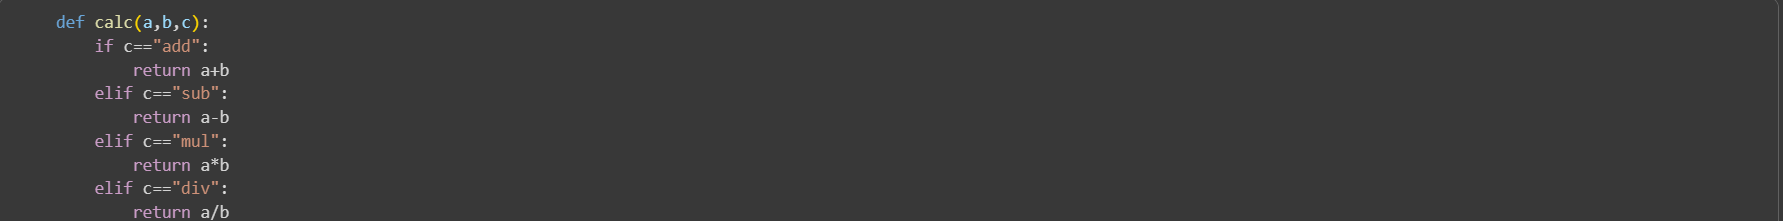 def calc(a,b,c):
    if c=="add":
        return a+b
    elif c=="sub":
        return a-b
    elif c=="mul":
        return a*b
    elif c=="div":
        return a/b